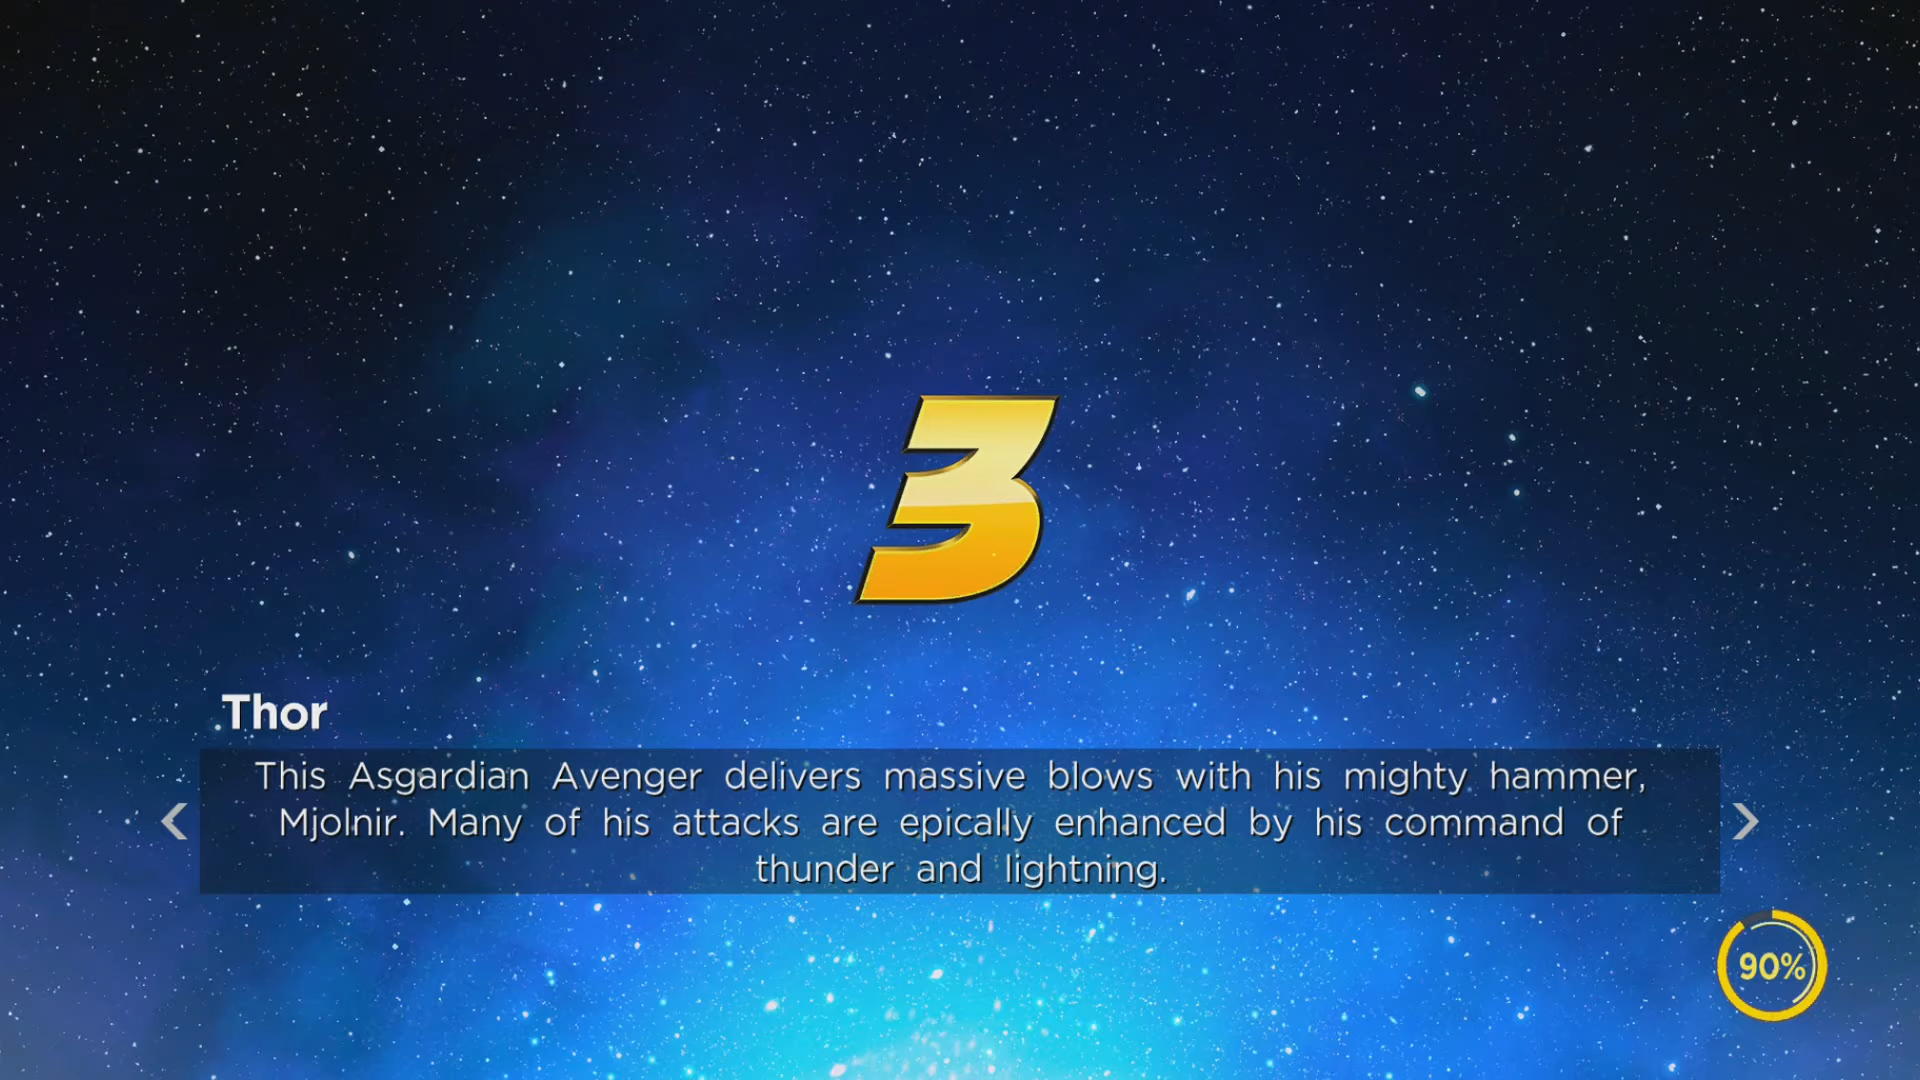 3
Thor
This Asgardian Avenger delivers massive blows with his mighty hammer,
Mjolnir. Many of his attacks are epically enhanced by his command of
thunder and lightning.
90%